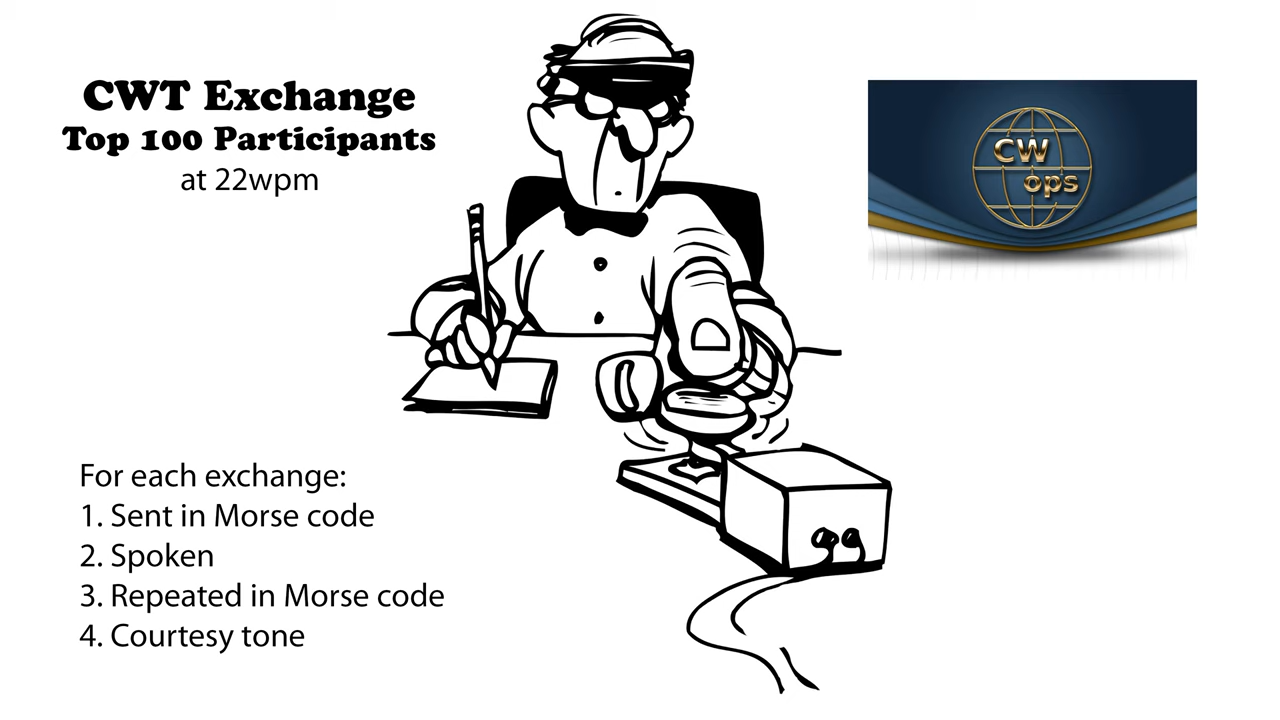 CWT Exchange
Top 100 Participants
at 22wpm
CW
ops
For each exchange:
1. Sent in Morse code
2. Spoken
3. Repeated in Morse code
4. Courtesy tone